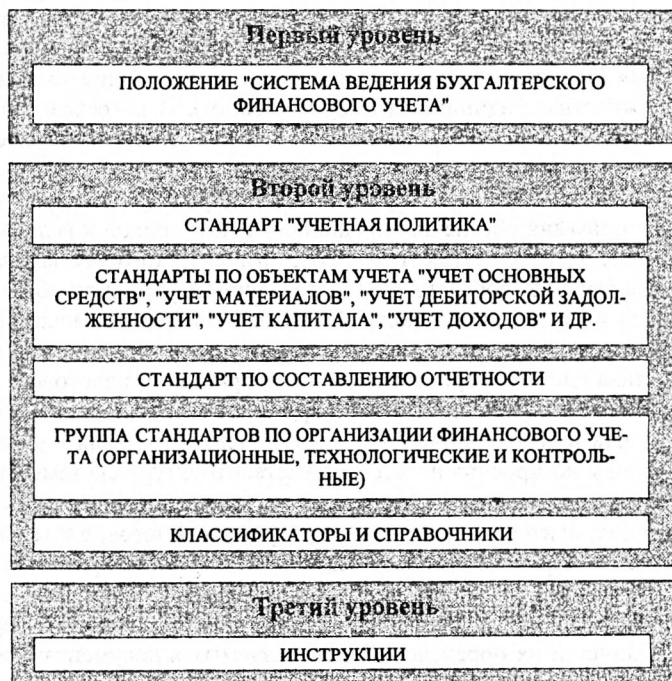 Первый уровень
ПОЛОЖЕНИЕ "СИСТЕМА ВЕДЕНИЯ БУХГАЛТЕРСКОГО
ФИНАНСОВОГО УЧЕТА"
Второй уровень
СТАНДАРТ "УЧЕТНАЯ ПОЛИТИКА"
СТАНДАРТЫ ПО ОБЪЕКТАМ УЧЕТА "УЧЕТ ОСНОВНЫХ
СРЕДСТВ", "УЧЕТ МАТЕРИАЛОВ", "УЧЕТ ДЕБИТОРСКОЙ ЗАДОЛ-
ЖЕННОСТИ", "УЧЕТ КАПИТАЛА", "УЧЕТ ДОХОДОВ" И ДР.
СТАНДАРТ ПО СОСТАВЛЕНИЮ ОТЧЕТНОСТИ
ГРУППА СТАНДАРТОВ ПО ОРГАНИЗАЦИИ ФИНАНСОВОГО УЧЕ-
ТА (ОРГАНИЗАЦИОННЫЕ, ТЕХНОЛОГИЧЕСКИЕ И КОНТРОЛЬ-
НЫЕ)
КЛАССИФИКАТОРЫ И СПРАВОЧНИКИ
Третий уровень
ИНСТРУКЦИИ